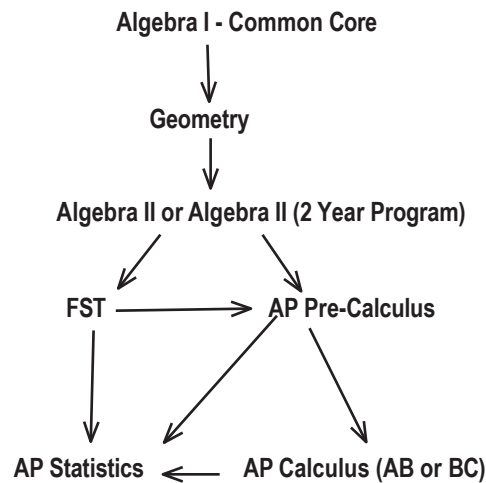 Algebra I - Common Core
Geometry
Algebra II or Algebra II (2 Year Program)
FST
AP Pre-Calculus
AP Statistics
AP Calculus (AB or BC)